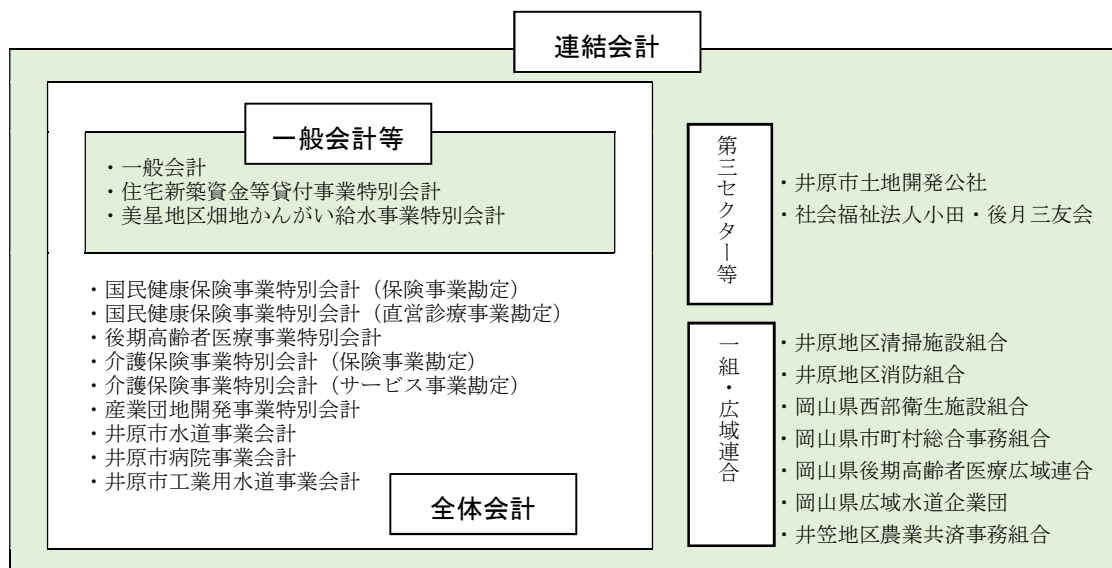 連結会計
一般会計等
・一般会計
・住宅新築資金等貸付事業特別会計
・美星地区畑地かんがい給水事業特別会計
・国民健康保険事業特別会計（保険事業勘定）
・国民健康保険事業特別会計（直営診療事業勘定）
・後期高齢者医療事業特別会計
・介護保険事業特別会計（保険事業勘定）
・介護保険事業特別会計（サービス事業勘定）
・産業団地開発事業特別会計
・井原市水道事業会計
・井原市病院事業会計
・井原市工業用水道事業会計
全体会計
第三セクター等
・井原市土地開発公社
・社会福祉法人小田・後月三友会
一組・広域連合
・井原地区清掃施設組合
・井原地区消防組合
・岡山県西部衛生施設組合
・岡山県市町村総合事務組合
・岡山県後期高齢者医療広域連合
・岡山県広域水道企業団
・井笠地区農業共済事務組合